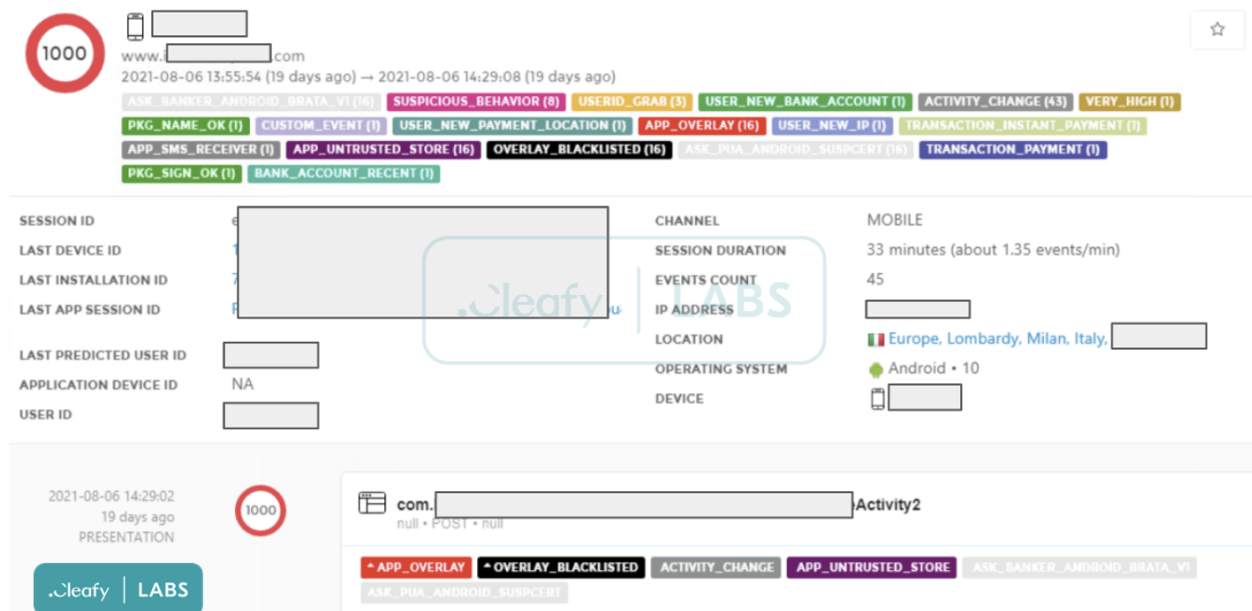 1000
www.i .com
2021-08-06 13:55:54 (19 days ago) → 2021-08-06 14:29:08 (19 days ago)
ASK_BANKER_ANDROID_BRATA_V1 (16) SUSPICIOUS_BEHAVIOR (8) USERID_GRAB (3) USER_NEW_BANK_ACCOUNT (1) ACTIVITY_CHANGE (43) VERY_HIGH (1)
PKG_NAME_OK (1) CUSTOM_EVENT (1) USER_NEW_PAYMENT_LOCATION (1) APP_OVERLAY (16) USER_NEW_IP (1) TRANSACTION_INSTANT_PAYMENT (1)
APP_SMS_RECEIVER (1) APP_UNTRUSTED_STORE (16) OVERLAY_BLACKLISTED (16) ASK_PUA_ANDROID_SUSPCERT (16) TRANSACTION_PAYMENT (1)
PKG_SIGN_OK (1) BANK_ACCOUNT_RECENT (1)
SESSION ID
LAST DEVICE ID
LAST INSTALLATION ID
LAST APP SESSION ID
LAST PREDICTED USER ID
APPLICATION DEVICE ID NA
USER ID
CHANNEL MOBILE
SESSION DURATION 33 minutes (about 1.35 events/min)
EVENTS COUNT 45
IP ADDRESS
LOCATION Europe, Lombardy, Milan, Italy,
OPERATING SYSTEM Android • 10
DEVICE
.Cleafy | LABS
2021-08-06 14:29:02
19 days ago
PRESENTATION
1000
com. Activity2
null • POST • null
APP_OVERLAY OVERLAY_BLACKLISTED ACTIVITY_CHANGE APP_UNTRUSTED_STORE ASK_BANKER_ANDROID_BRATA_V1
ASK_PUA_ANDROID_SUSPCERT
.Cleafy | LABS